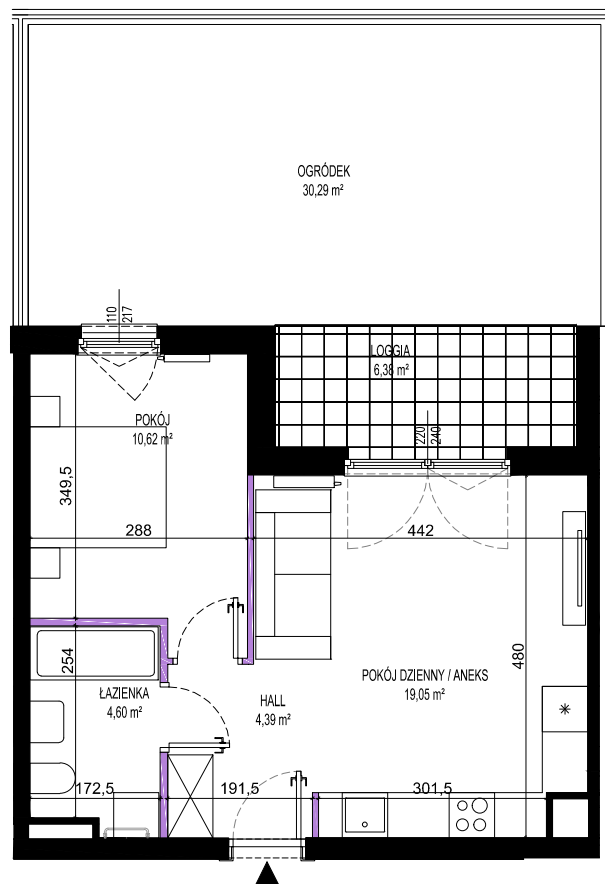 OGRÓDEK
30,29 m²
110
217
LOGGIA
6,38 m²
POKÓJ
10,62 m²
220
240
349,5
288
442
254
480
ŁAZIENKA
4,60 m²
HALL
4,39 m²
POKÓJ DZIENNY / ANEKS
19,05 m²
172,5
191,5
301,5